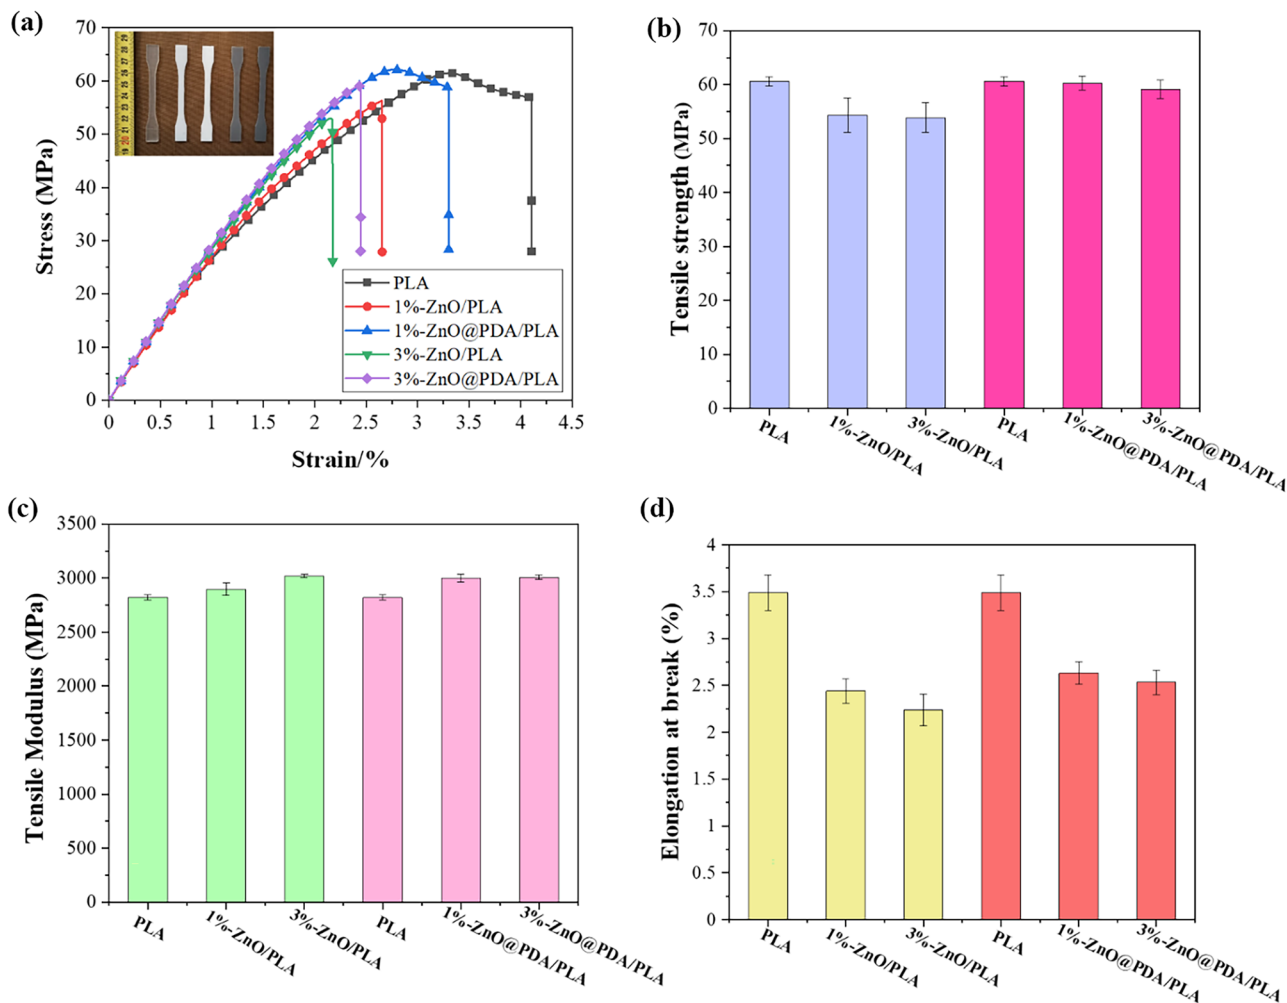 (a)
70
60
50
40
30
20
10
0
Stress (MPa)
0 0.5 1 1.5 2 2.5 3 3.5 4 4.5
Strain/%
PLA
1%-ZnO/PLA
1%-ZnO@PDA/PLA
3%-ZnO/PLA
3%-ZnO@PDA/PLA
(b)
70
60
50
40
30
20
10
0
Tensile strength (MPa)
PLA
1%-ZnO/PLA
3%-ZnO/PLA
PLA
1%-ZnO@PDA/PLA
3%-ZnO@PDA/PLA
(c)
3500
3000
2500
2000
1500
1000
500
0
Tensile Modulus (MPa)
PLA
1%-ZnO/PLA
3%-ZnO/PLA
PLA
1%-ZnO@PDA/PLA
3%-ZnO@PDA/PLA
(d)
4
3.5
3
2.5
2
1.5
1
0.5
0
Elongation at break (%)
PLA
1%-ZnO/PLA
3%-ZnO/PLA
PLA
1%-ZnO@PDA/PLA
3%-ZnO@PDA/PLA